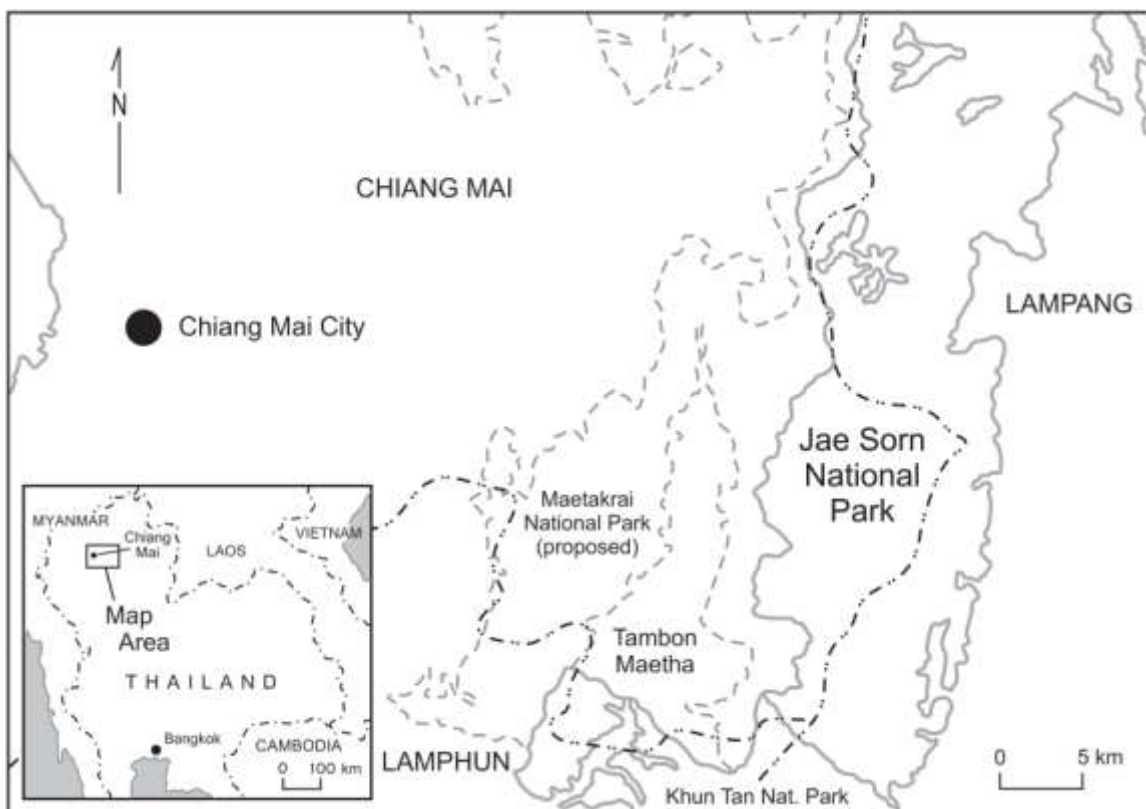 N
CHIANG MAI
Chiang Mai City
LAMPANG
Jae Sorn
National
Park
Maetakrai
National Park
(proposed)
Tambon
Maetha
LAMPHUN
Khun Tan Nat. Park
0 5 km
MYANMAR
Chiang
Mai
LAOS
VIETNAM
Map
Area
THAILAND
Bangkok
CAMBODIA
0 100 km